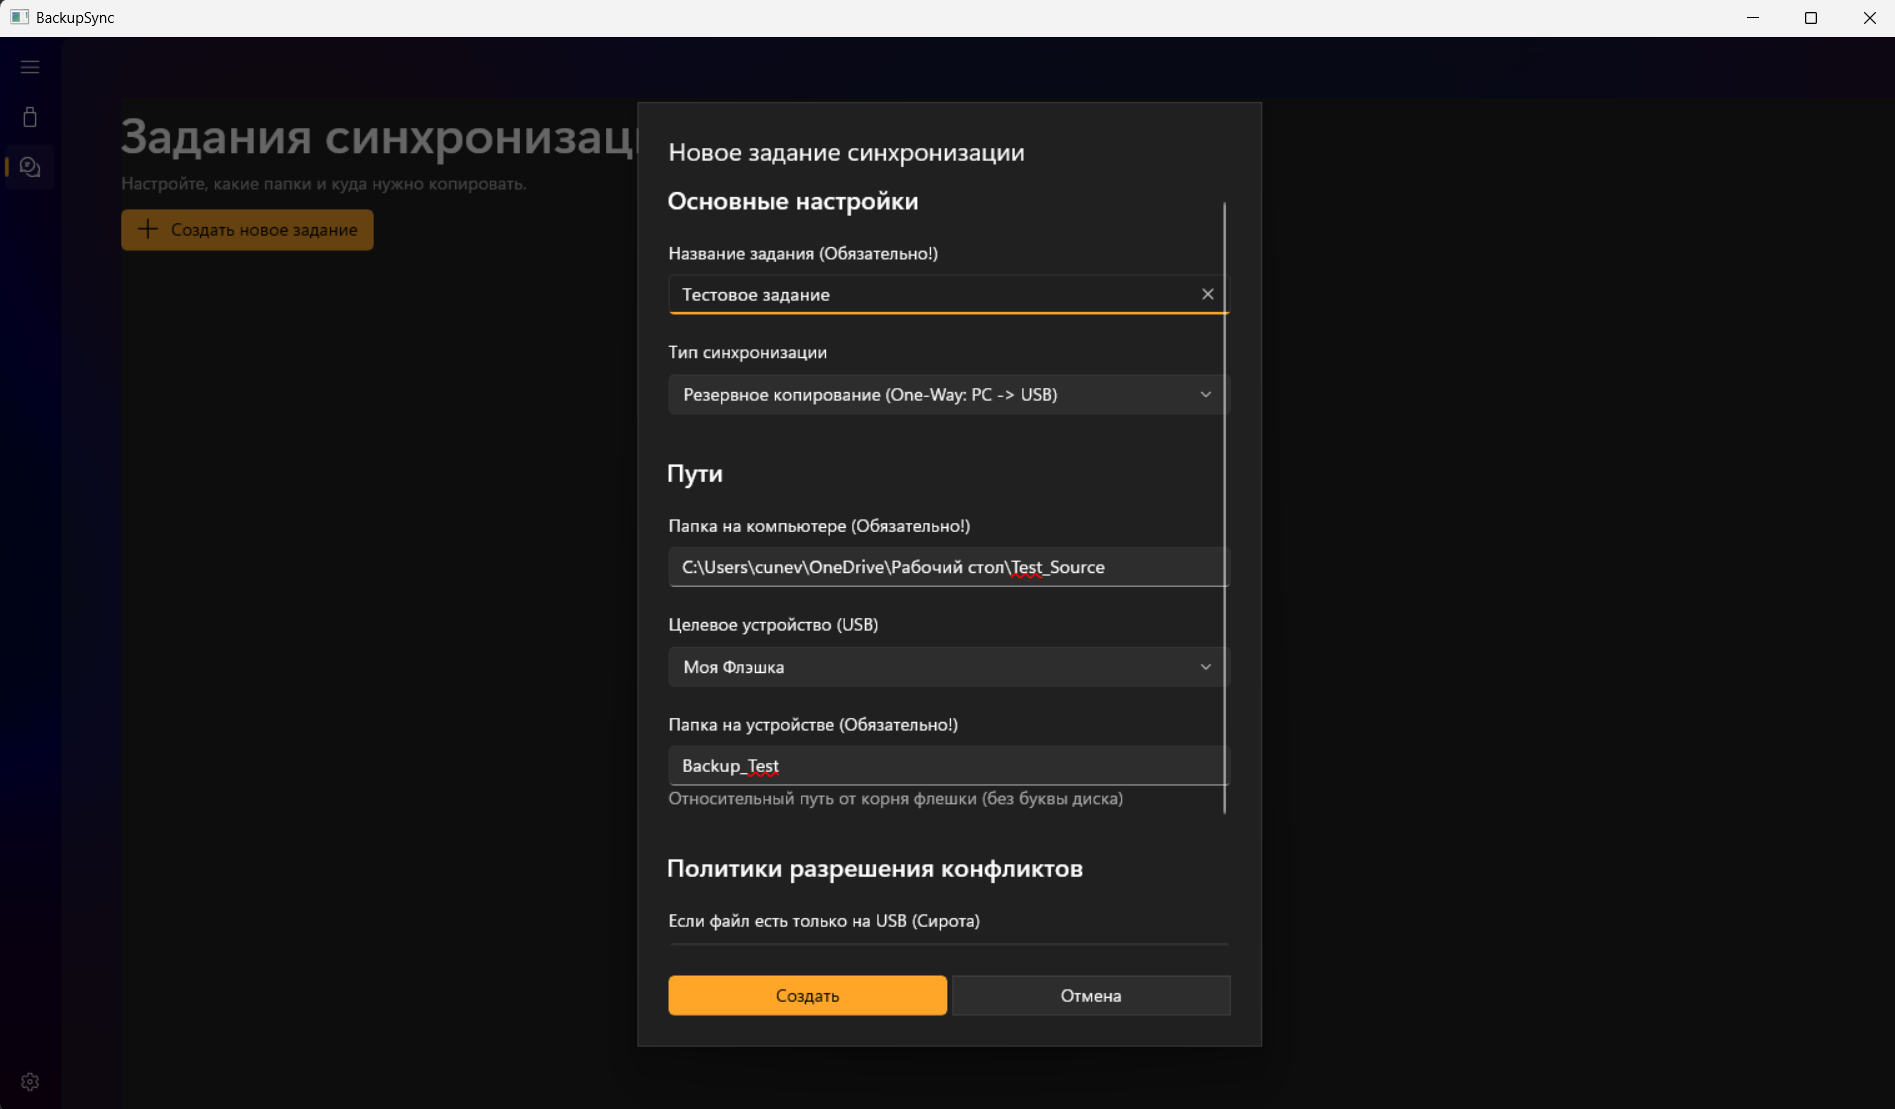 BackupSync
Задания синхронизаци
Настройте, какие папки и куда нужно копировать.
Создать новое задание
Новое задание синхронизации
Основные настройки
Название задания (Обязательно!)
Тестовое задание
Тип синхронизации
Резервное копирование (One-Way: PC -> USB)
Пути
Папка на компьютере (Обязательно!)
C:\Users\cunev\OneDrive\Рабочий стол\Test_Source
Целевое устройство (USB)
Моя Флэшка
Папка на устройстве (Обязательно!)
Backup_Test
Относительный путь от корня флешки (без буквы диска)
Политики разрешения конфликтов
Если файл есть только на USB (Сирота)
Создать
Отмена